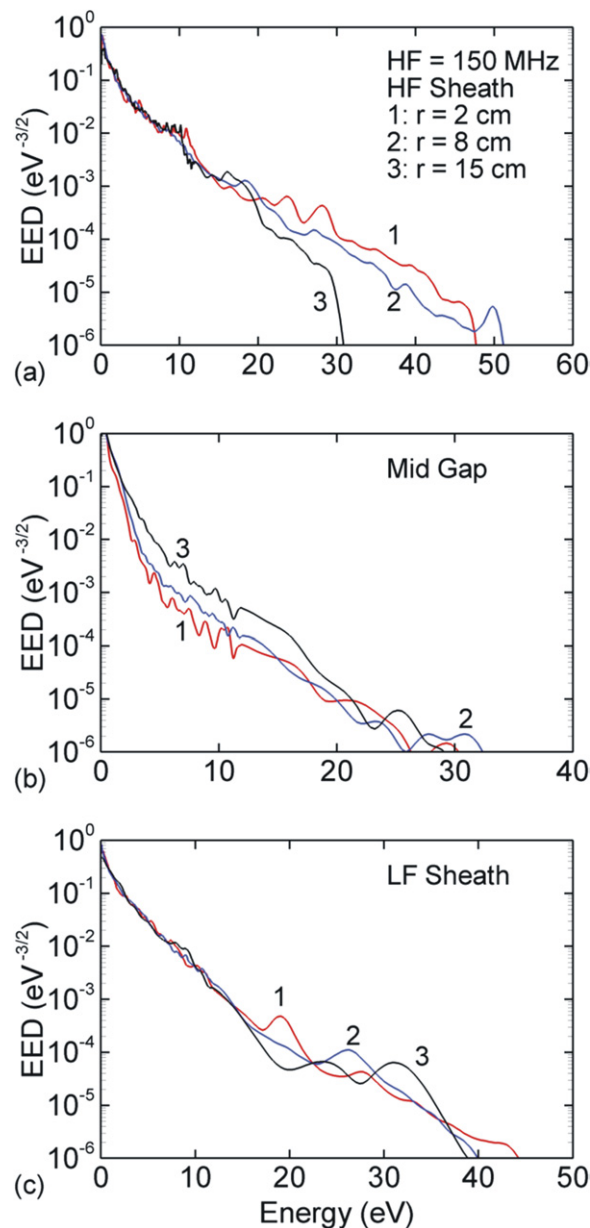 10^0
HF = 150 MHz
HF Sheath
1: r = 2 cm
2: r = 8 cm
3: r = 15 cm
10^-1
10^-2
10^-3
10^-4
10^-5
10^-6
EED (eV^-3/2)
1
2
3
0 10 20 30 40 50 60
(a)
10^0
Mid Gap
10^-1
10^-2
10^-3
10^-4
10^-5
10^-6
EED (eV^-3/2)
3
1
2
0 10 20 30 40
(b)
10^0
LF Sheath
10^-1
10^-2
10^-3
10^-4
10^-5
10^-6
EED (eV^-3/2)
1
2
3
0 10 20 30 40 50
(c)
Energy (eV)